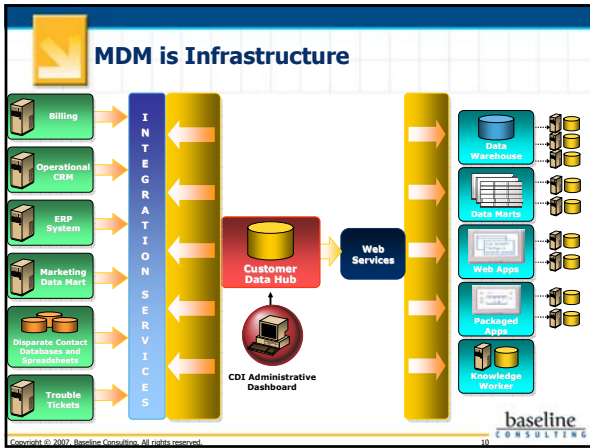 MDM is Infrastructure
Billing
Operational
CRM
ERP
System
Marketing
Data Mart
Disparate Contact
Databases and
Spreadsheets
Trouble
Tickets
INTEGRATION SERVICES
Customer
Data Hub
CDI Administrative
Dashboard
Web
Services
Data
Warehouse
Data Marts
Web Apps
Packaged
Apps
Knowledge
Worker
Copyright © 2007, Baseline Consulting. All rights reserved.
10
baseline
CONSULTING